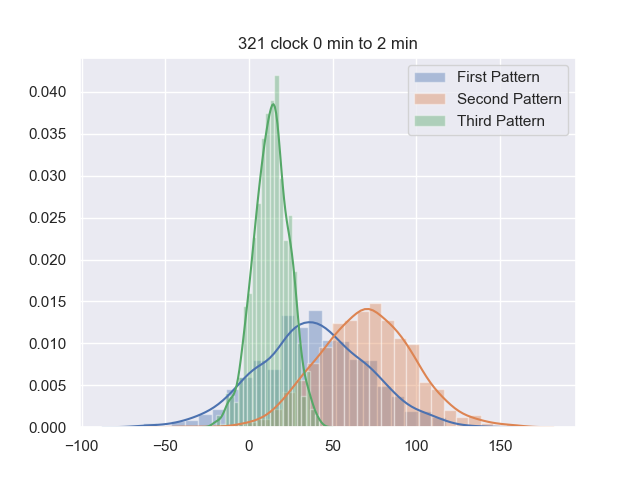 321 clock 0 min to 2 min
First Pattern
Second Pattern
Third Pattern
0.040
0.035
0.030
0.025
0.020
0.015
0.010
0.005
0.000
−100 −50 0 50 100 150